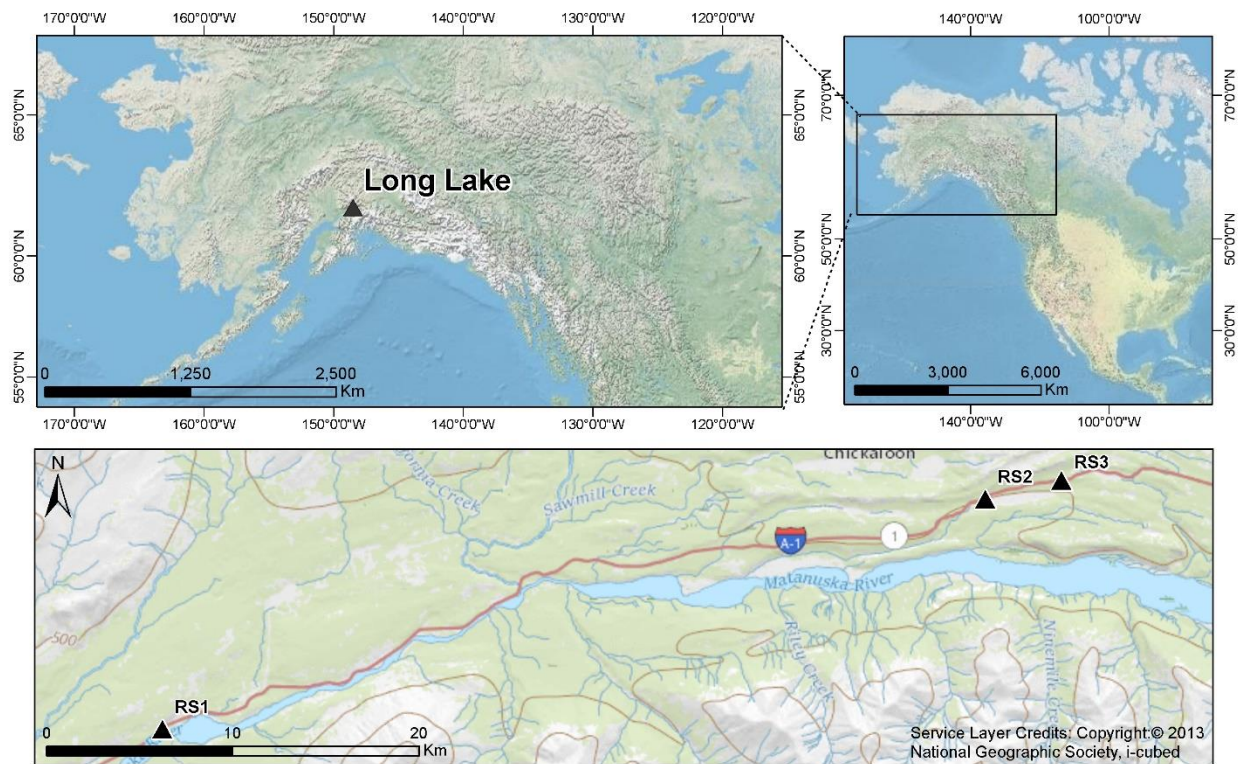 170°0'0"W 160°0'0"W 150°0'0"W 140°0'0"W 130°0'0"W 120°0'0"W
140°0'0"W 100°0'0"W
65°0'0"N
65°0'0"N
70°0'0"N
70°0'0"N
Long Lake
60°0'0"N
60°0'0"N
50°0'0"N
50°0'0"N
30°0'0"N
30°0'0"N
55°0'0"N
55°0'0"N
0 1,250 2,500
Km
0 3,000 6,000
Km
170°0'0"W 160°0'0"W 150°0'0"W 140°0'0"W 130°0'0"W 120°0'0"W
140°0'0"W 100°0'0"W
N
Chickaloon
RS2
RS3
Creek
Sawmill Creek
A-1
1
Matanuska River
500
Riley Creek
Ninemile
RS1
0 10 20
Km
Service Layer Credits: Copyright:© 2013
National Geographic Society, i-cubed